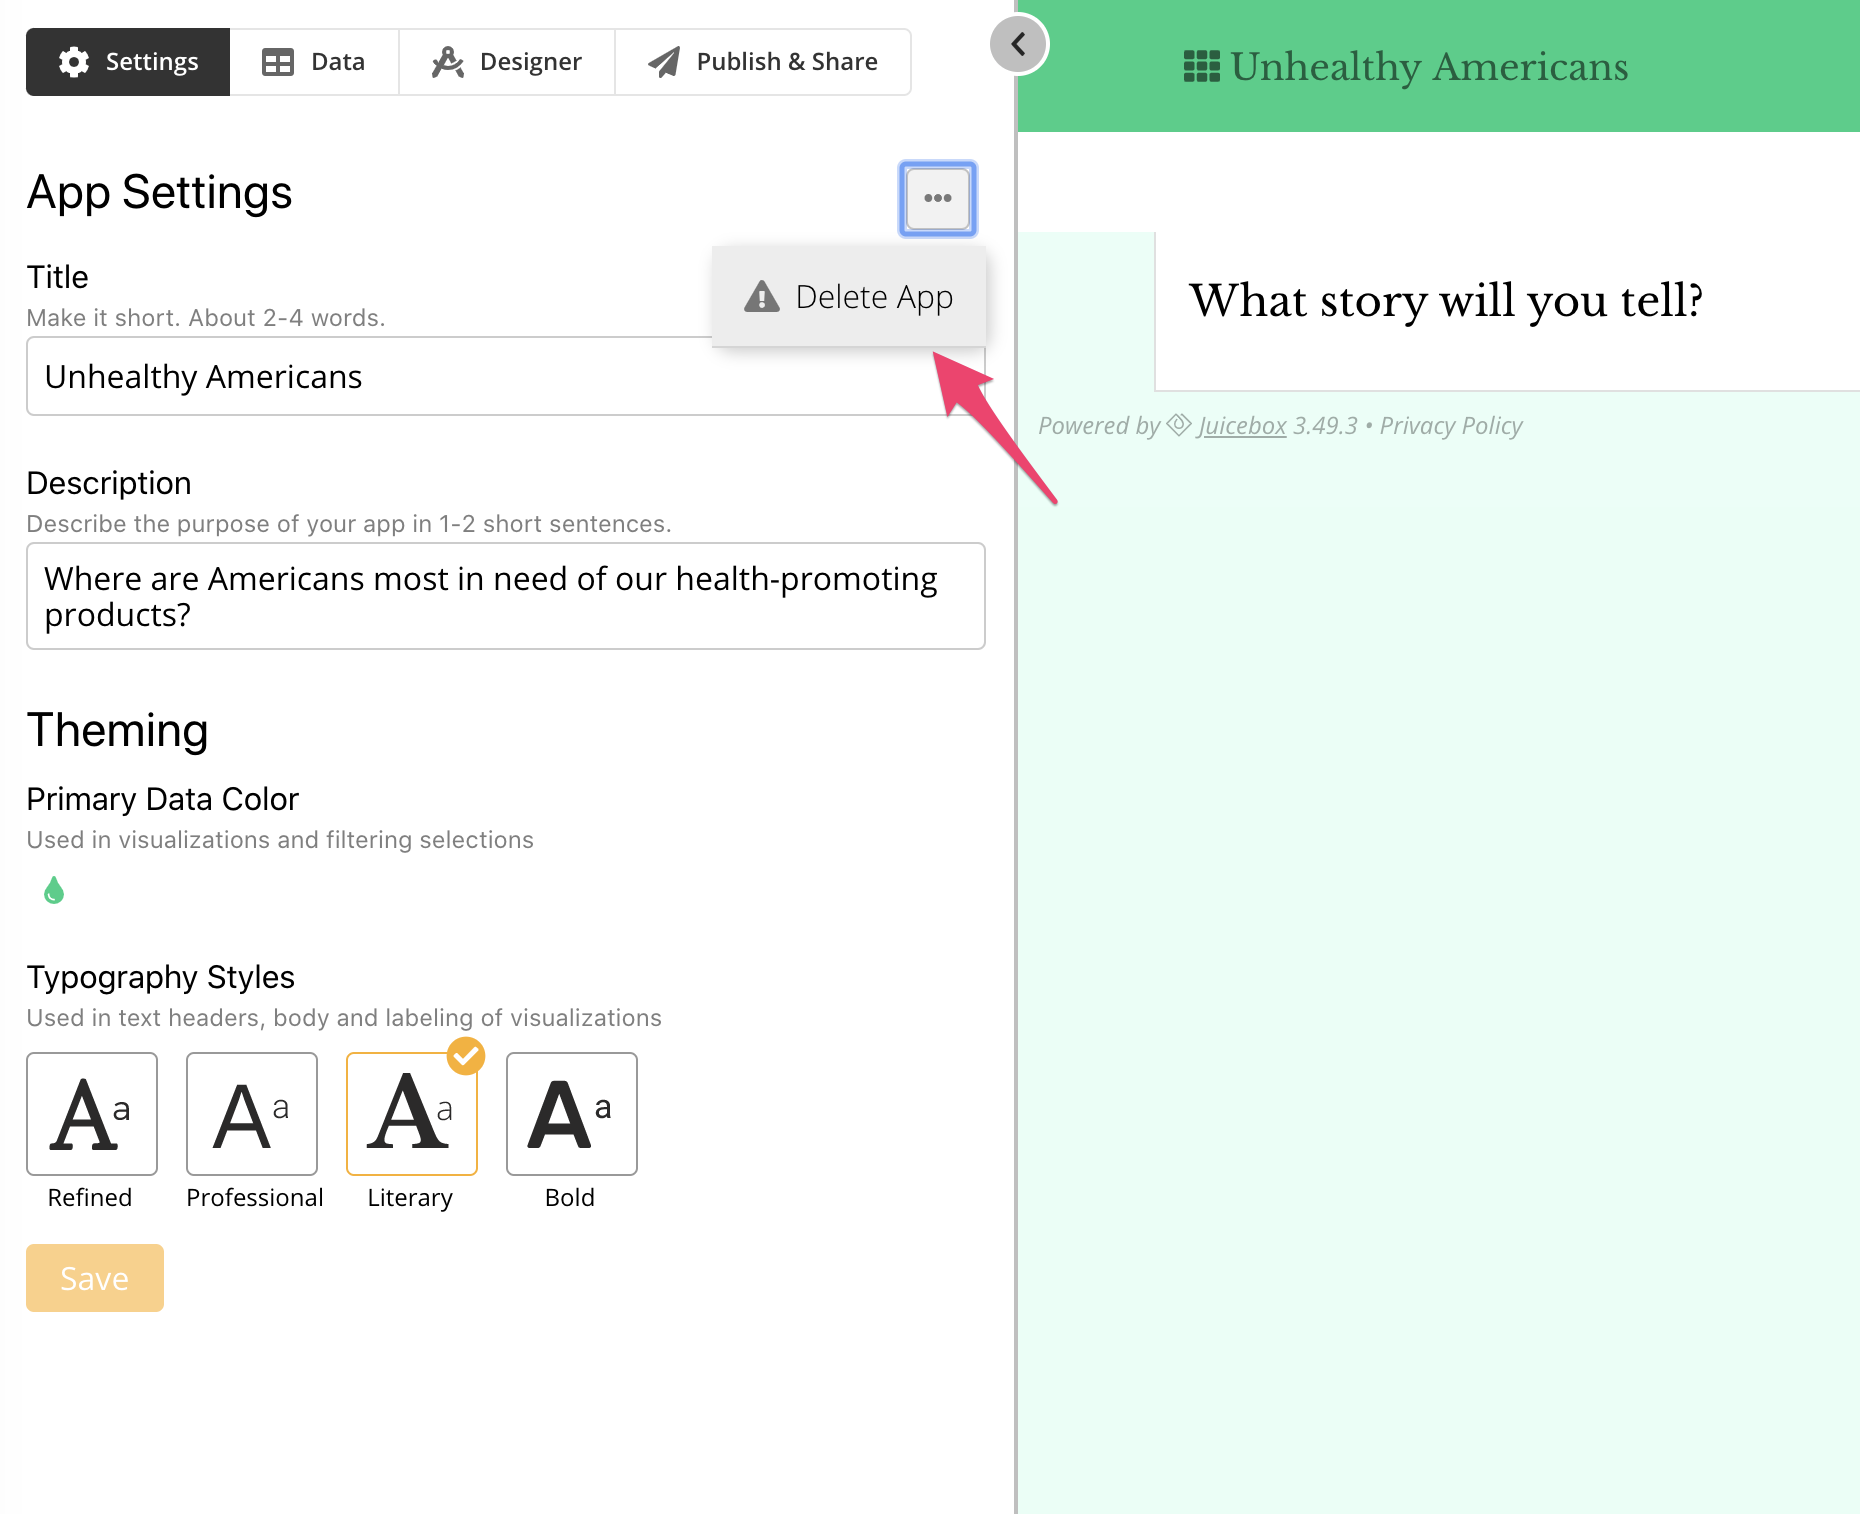 Settings
Data
Designer
Publish & Share
App Settings
Delete App
Title
Make it short. About 2-4 words.
Unhealthy Americans
Description
Describe the purpose of your app in 1-2 short sentences.
Where are Americans most in need of our health-promoting
products?
Theming
Primary Data Color
Used in visualizations and filtering selections
Typography Styles
Used in text headers, body and labeling of visualizations
Aa
Aa
Aa
Aa
Refined
Professional
Literary
Bold
Save
Unhealthy Americans
What story will you tell?
Powered by Juicebox 3.49.3 • Privacy Policy